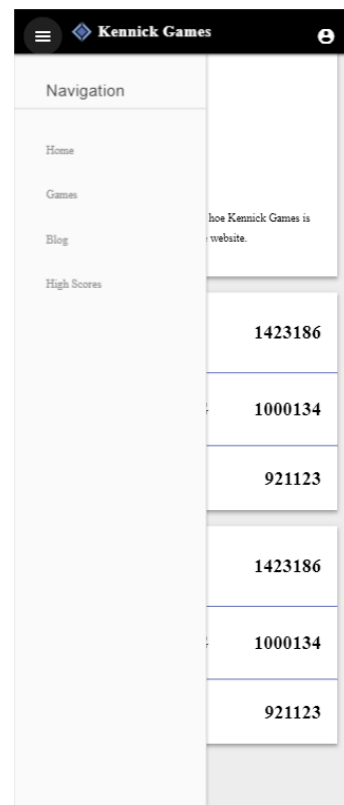 Kennick Games
Navigation
Home
Games
Blog
High Scores
hoe Kennick Games is
website.
1423186
1000134
921123
1423186
1000134
921123